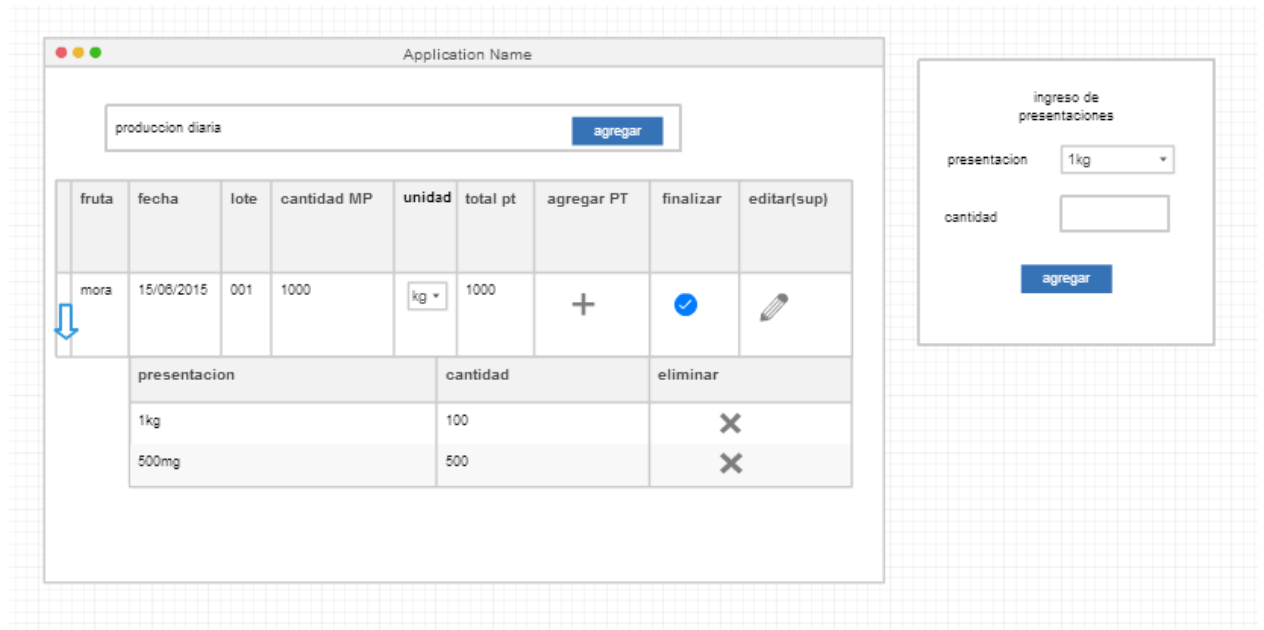 Application Name
produccion diaria
agregar
fruta fecha lote cantidad MP unidad total pt agregar PT finalizar editar(sup)
mora 15/06/2015 001 1000 kg 1000
presentacion cantidad eliminar
1kg 100
500mg 500
ingreso de
presentaciones
presentacion 1kg
cantidad
agregar